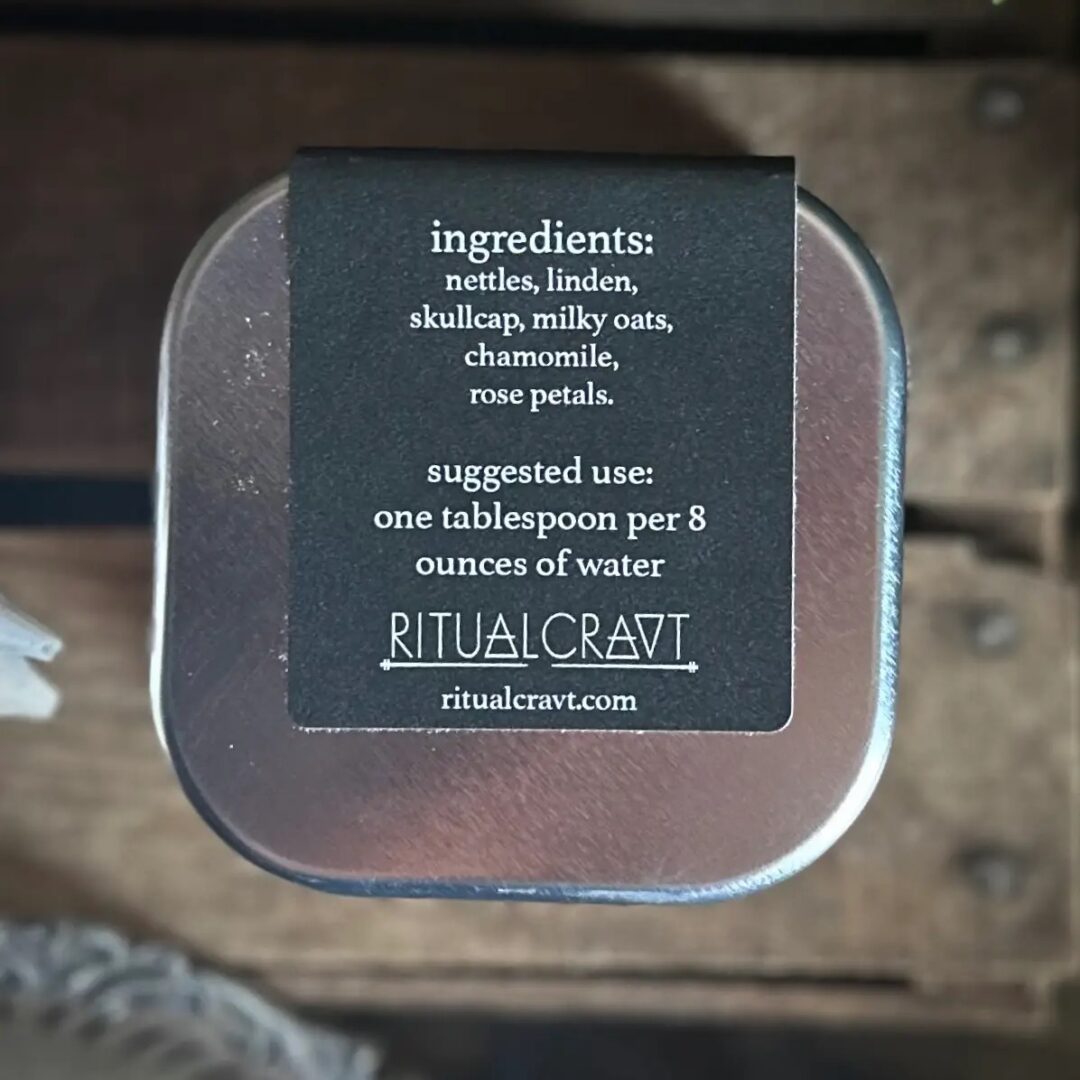 ingredients:
nettles, linden,
skullcap, milky oats,
chamomile,
rose petals.
suggested use:
one tablespoon per 8
ounces of water
RITUALCRAVT
ritualcravt.com